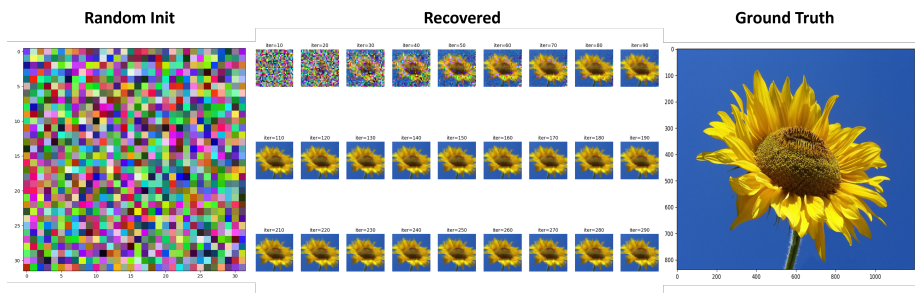 Random Init
Recovered
Ground Truth
iter=10 iter=20 iter=30 iter=40 iter=50 iter=60 iter=70 iter=80 iter=90
iter=110 iter=120 iter=130 iter=140 iter=150 iter=160 iter=170 iter=180 iter=190
iter=210 iter=220 iter=230 iter=240 iter=250 iter=260 iter=270 iter=280 iter=290
0
5
10
15
20
25
30
0 5 10 15 20 25 30
0
100
200
300
400
500
600
700
800
0 200 400 600 800 1000